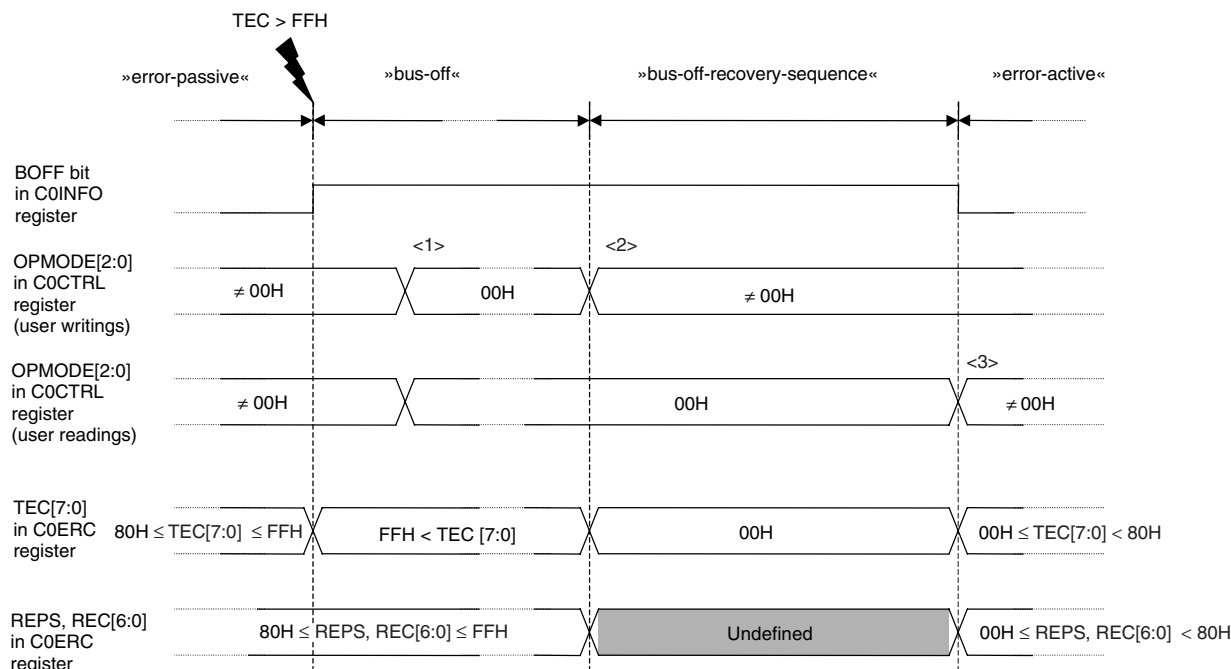 TEC > FFH
»error-passive«
»bus-off«
»bus-off-recovery-sequence«
»error-active«
BOFF bit
in C0INFO
register
<1>
<2>
OPMODE[2:0]
in C0CTRL
register
(user writings)
≠ 00H
00H
≠ 00H
<3>
OPMODE[2:0]
in C0CTRL
register
(user readings)
≠ 00H
00H
≠ 00H
TEC[7:0]
in C0ERC
register
80H ≤ TEC[7:0] ≤ FFH
FFH < TEC [7:0]
00H
00H ≤ TEC[7:0] < 80H
REPS, REC[6:0]
in C0ERC
register
80H ≤ REPS, REC[6:0] ≤ FFH
Undefined
00H ≤ REPS, REC[6:0] < 80H